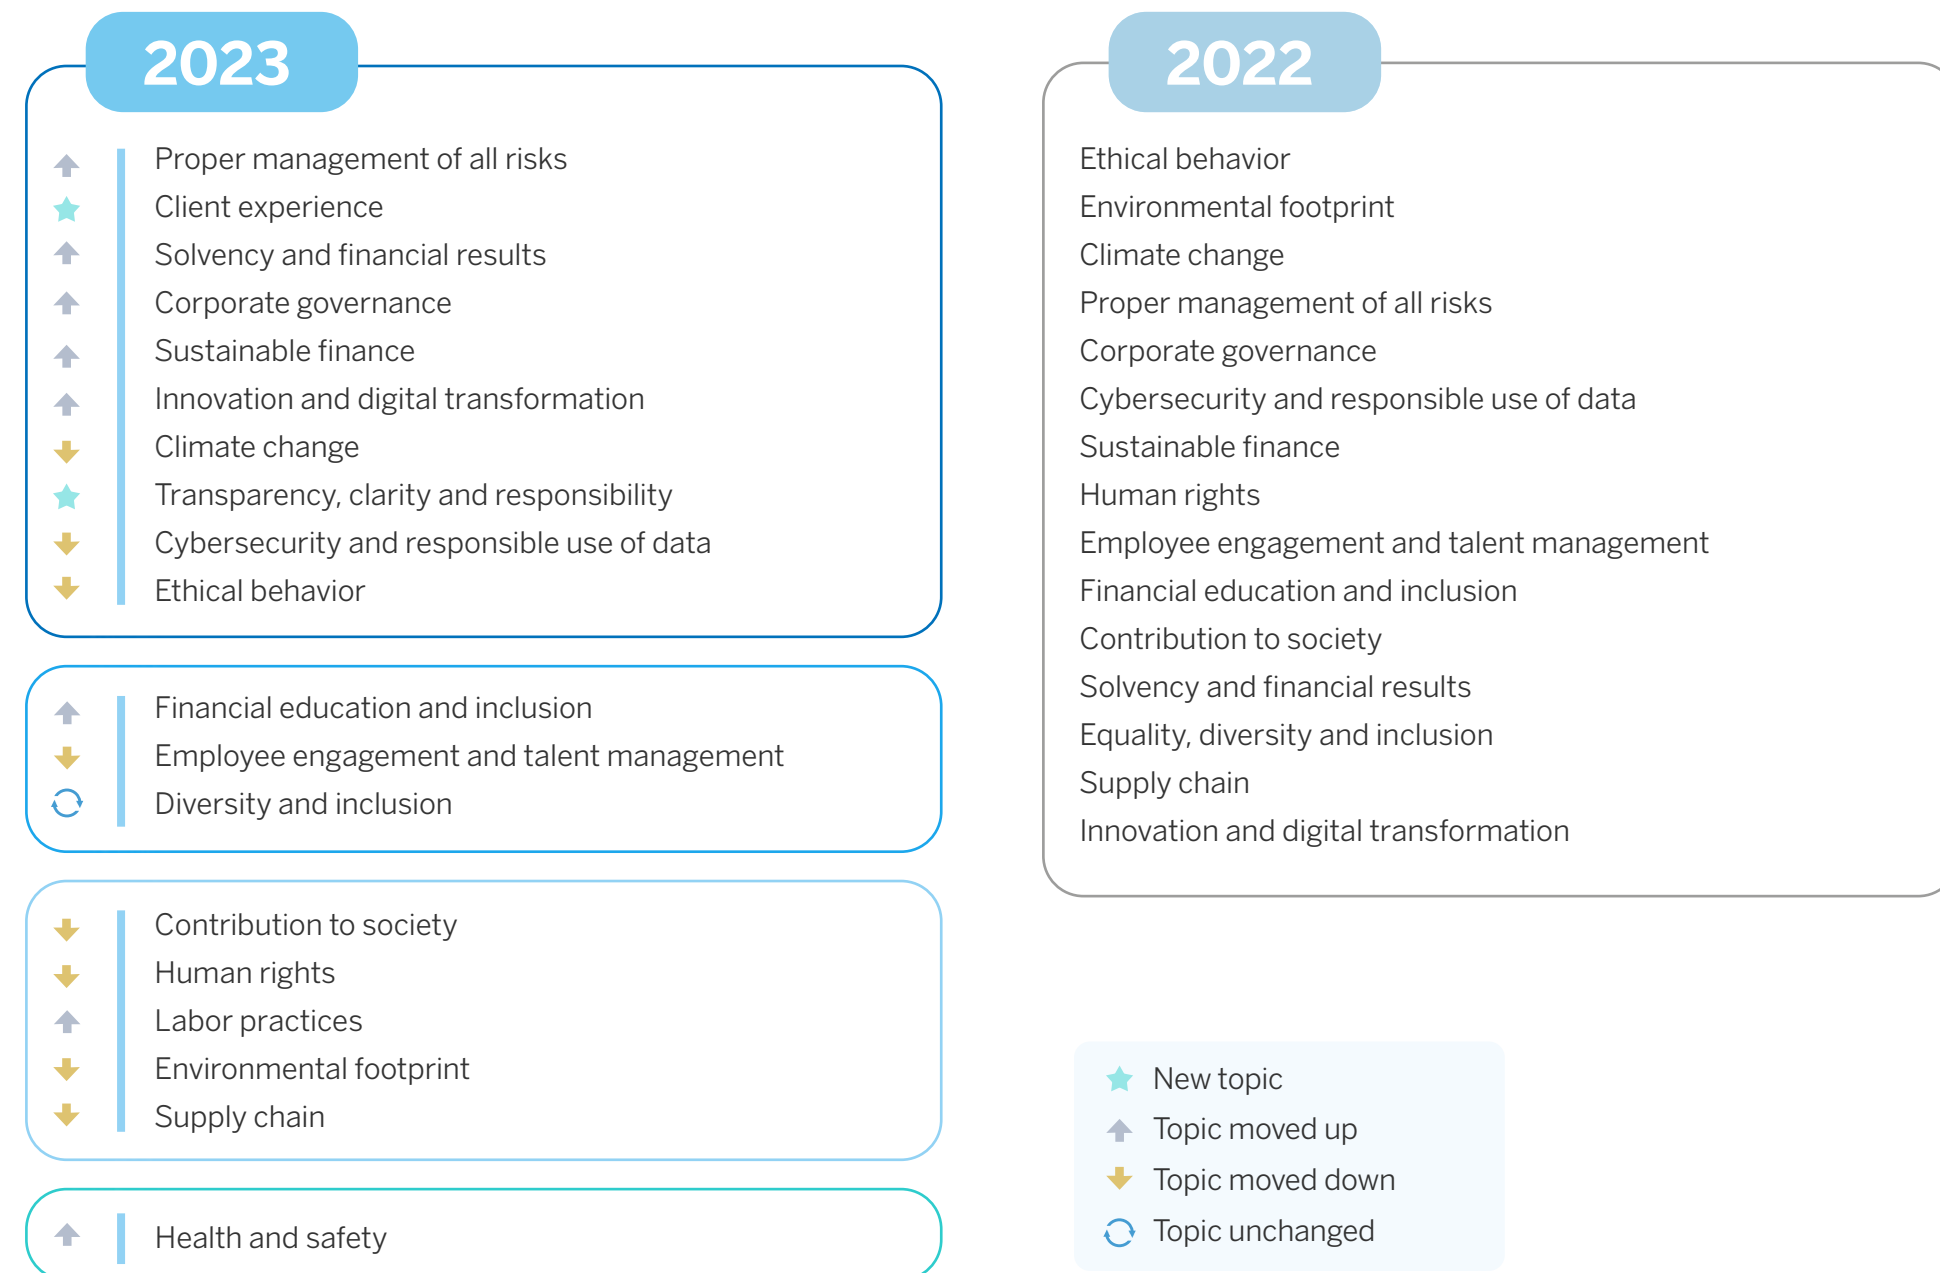 2023
Proper management of all risks
Client experience
Solvency and financial results
Corporate governance
Sustainable finance
Innovation and digital transformation
Climate change
Transparency, clarity and responsibility
Cybersecurity and responsible use of data
Ethical behavior
Financial education and inclusion
Employee engagement and talent management
Diversity and inclusion
Contribution to society
Human rights
Labor practices
Environmental footprint
Supply chain
Health and safety
2022
Ethical behavior
Environmental footprint
Climate change
Proper management of all risks
Corporate governance
Cybersecurity and responsible use of data
Sustainable finance
Human rights
Employee engagement and talent management
Financial education and inclusion
Contribution to society
Solvency and financial results
Equality, diversity and inclusion
Supply chain
Innovation and digital transformation
New topic
Topic moved up
Topic moved down
Topic unchanged